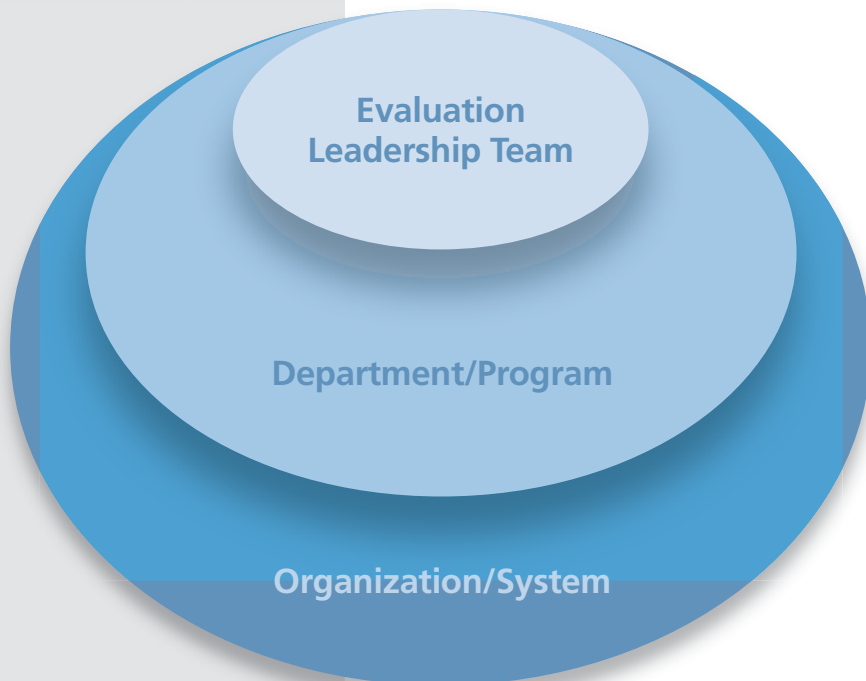 Evaluation
Leadership Team
Department/Program
Organization/System